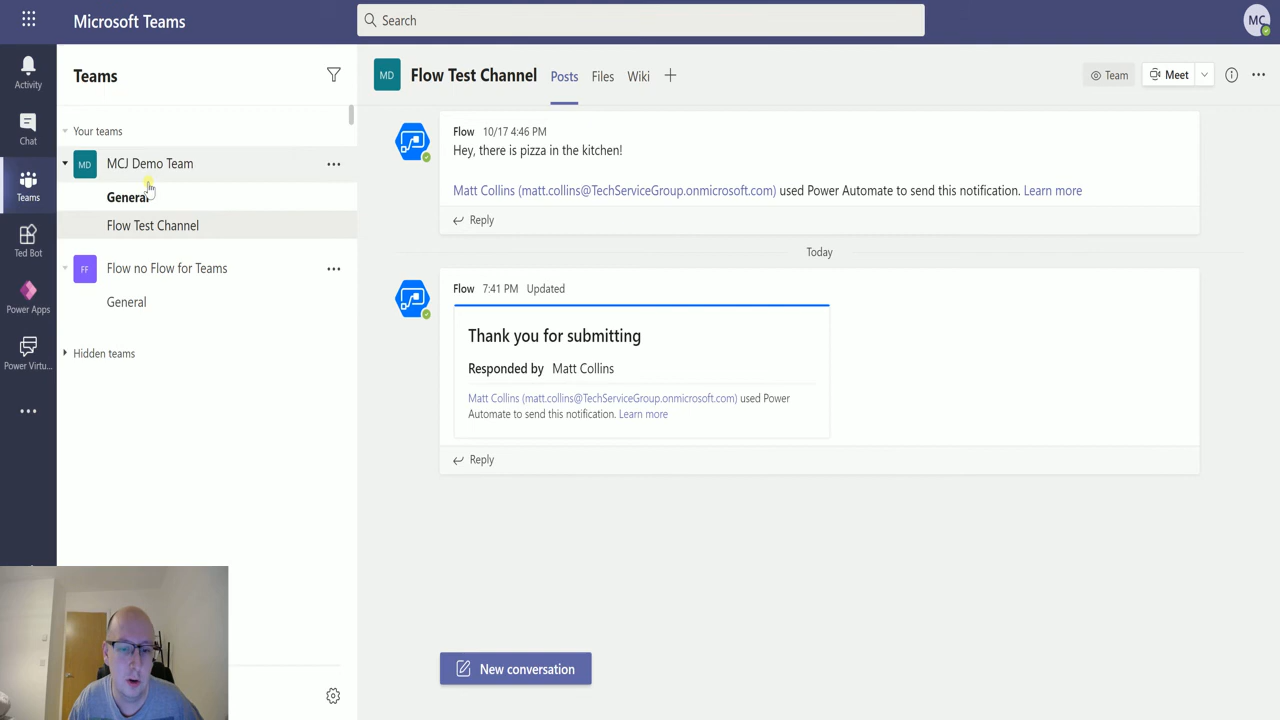 Microsoft Teams
Search
MC
Activity
Chat
Teams
Ted Bot
Power Apps
Power Virtu...
Teams
Your teams
MD
MCJ Demo Team
General
Flow Test Channel
FF
Flow no Flow for Teams
General
Hidden teams
MD
Flow Test Channel
Posts
Files
Wiki
Team
Meet
Flow 10/17 4:46 PM
Hey, there is pizza in the kitchen!
Matt Collins (matt.collins@TechServiceGroup.onmicrosoft.com) used Power Automate to send this notification. Learn more
Reply
Today
Flow 7:41 PM Updated
Thank you for submitting
Responded by Matt Collins
Matt Collins (matt.collins@TechServiceGroup.onmicrosoft.com) used Power
Automate to send this notification. Learn more
Reply
New conversation